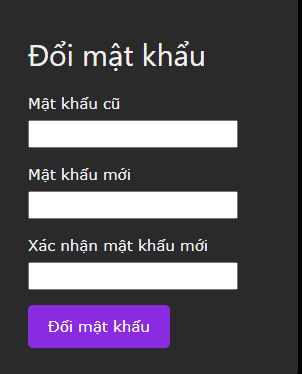 Đổi mật khẩu
Mật khẩu cũ
Mật khẩu mới
Xác nhận mật khẩu mới
Đổi mật khẩu